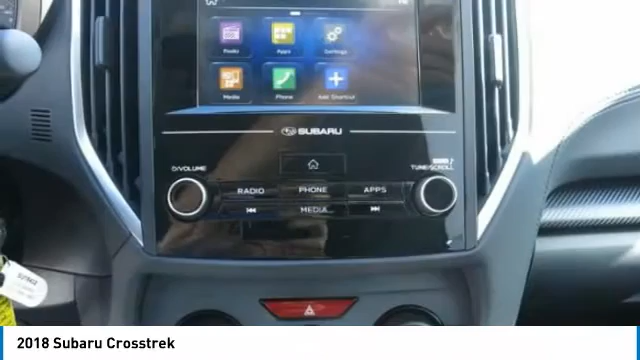 Radio Apps Settings
Media Phone Add Shortcut
SUBARU
⏻/VOLUME
TUNE/SCROLL
RADIO PHONE APPS
MEDIA
2018 Subaru Crosstrek